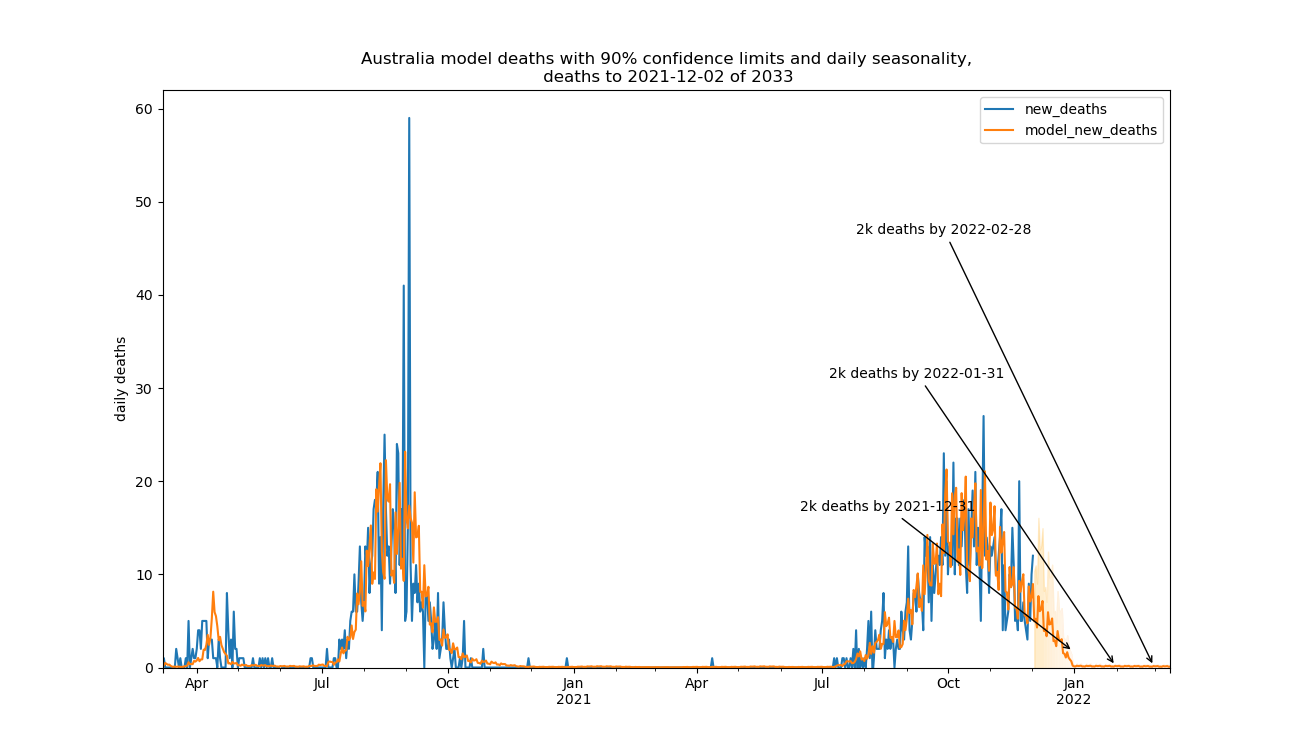 Australia model deaths with 90% confidence limits and daily seasonality,
deaths to 2021-12-02 of 2033
new_deaths
model_new_deaths
60
50
40
30
20
10
0
daily deaths
2k deaths by 2022-02-28
2k deaths by 2022-01-31
2k deaths by 2021-12-31
Apr
Jul
Oct
Jan
2021
Apr
Jul
Oct
Jan
2022